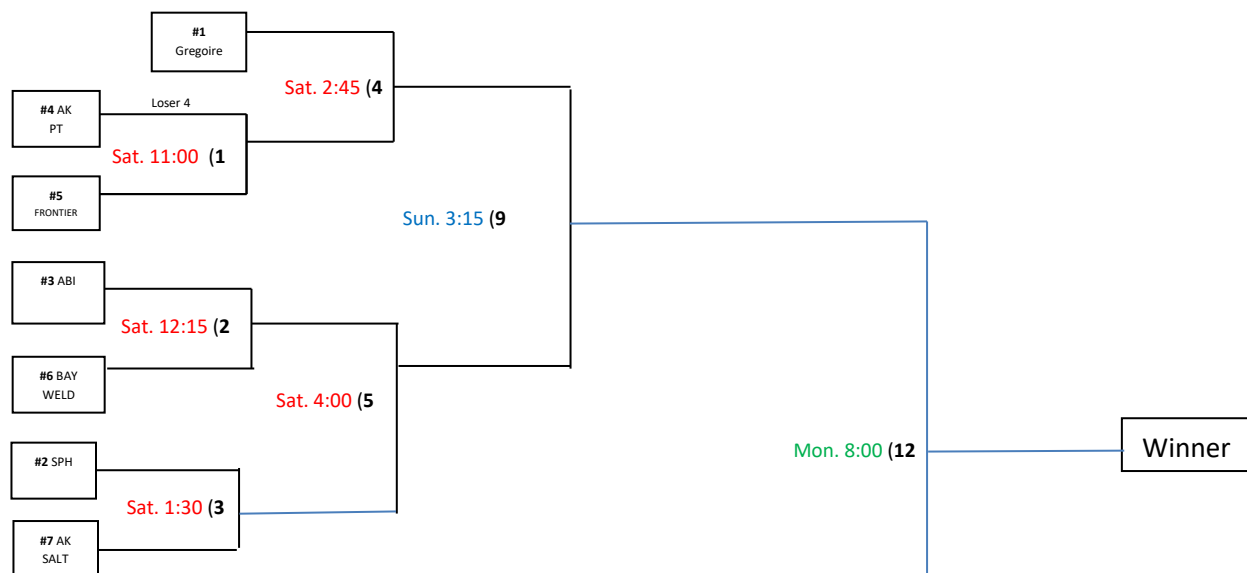 #1
Gregoire
Sat. 2:45 (4
Loser 4
#4 AK
PT
Sat. 11:00 (1
#5
FRONTIER
Sun. 3:15 (9
#3 ABI
Sat. 12:15 (2
#6 BAY
WELD
Sat. 4:00 (5
Mon. 8:00 (12
Winner
#2 SPH
Sat. 1:30 (3
#7 AK
SALT